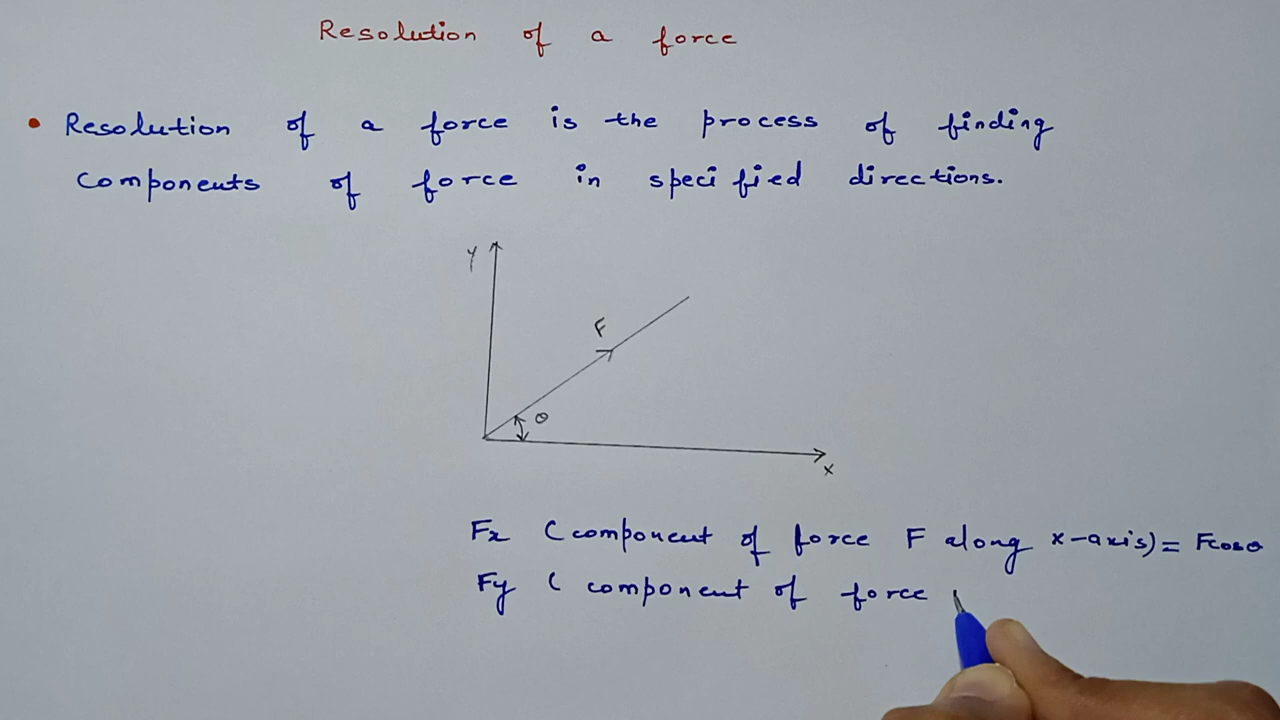 Resolution of a force
• Resolution of a force is the process of finding
components of force in specified directions.
Y
F
θ
x
Fx (component of force F along x-axis) = Fcosθ
Fy ( component of force